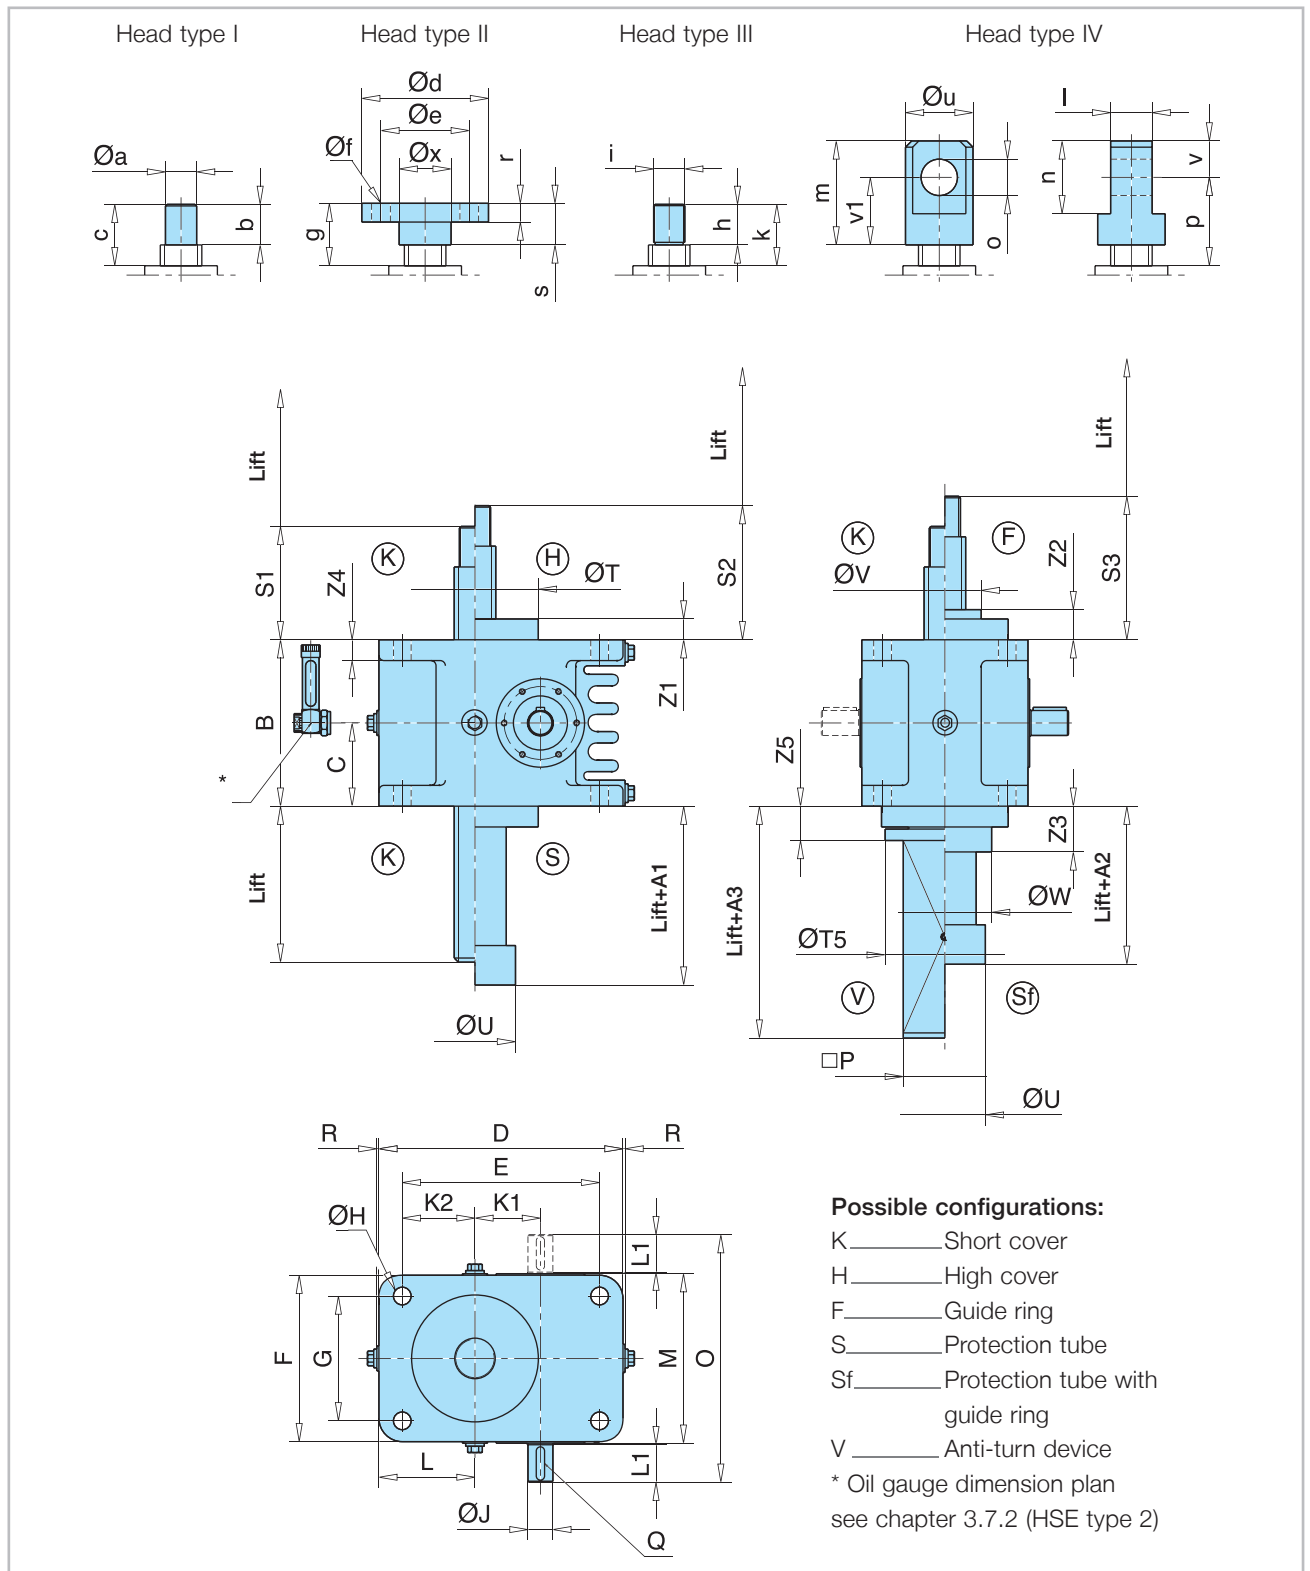 Head type I Head type II Head type III Head type IV
Øa
c
b
Ød
Øe
Øf
Øx
r
g
s
i
h
k
Øu
m
v1
o
l
n
v
p
Lift
Lift
Lift
S1
Z4
K
H
ØT
S2
K
F
ØV
Z2
S3
B
C
*
Z1
Z5
Z3
Lift
K
S
Lift+A1
ØU
Lift+A3
ØT5
ØW
Lift+A2
V
Sf
□P
ØU
R
D
R
E
K2
K1
ØH
L1
F
G
M
O
L
L1
ØJ
Q
Possible configurations:
K Short cover
H High cover
F Guide ring
S Protection tube
Sf Protection tube with
guide ring
V Anti-turn device
* Oil gauge dimension plan
see chapter 3.7.2 (HSE type 2)